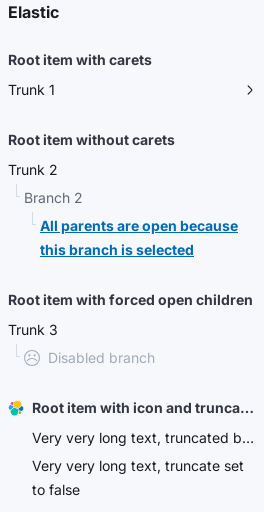 Elastic
Root item with carets
Trunk 1
Root item without carets
Trunk 2
Branch 2
All parents are open because
this branch is selected
Root item with forced open children
Trunk 3
Disabled branch
Root item with icon and trunca...
Very very long text, truncated b...
Very very long text, truncate set
to false